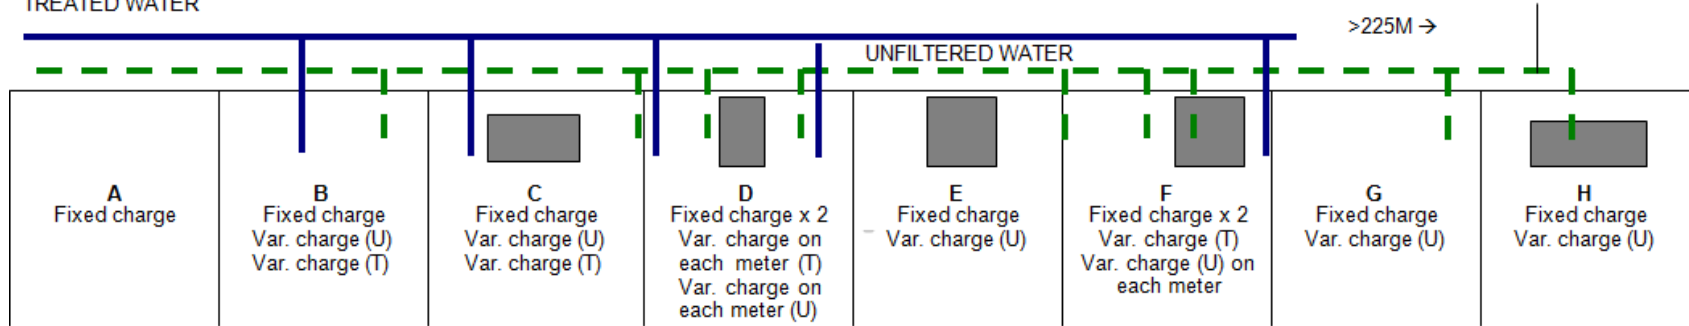 TREATED WATER
>225M →
UNFILTERED WATER
A
Fixed charge
B
Fixed charge
Var. charge (U)
Var. charge (T)
C
Fixed charge
Var. charge (U)
Var. charge (T)
D
Fixed charge x 2
Var. charge on
each meter (T)
Var. charge on
each meter (U)
E
Fixed charge
Var. charge (U)
F
Fixed charge x 2
Var. charge (T)
Var. charge (U) on
each meter
G
Fixed charge
Var. charge (U)
H
Fixed charge
Var. charge (U)